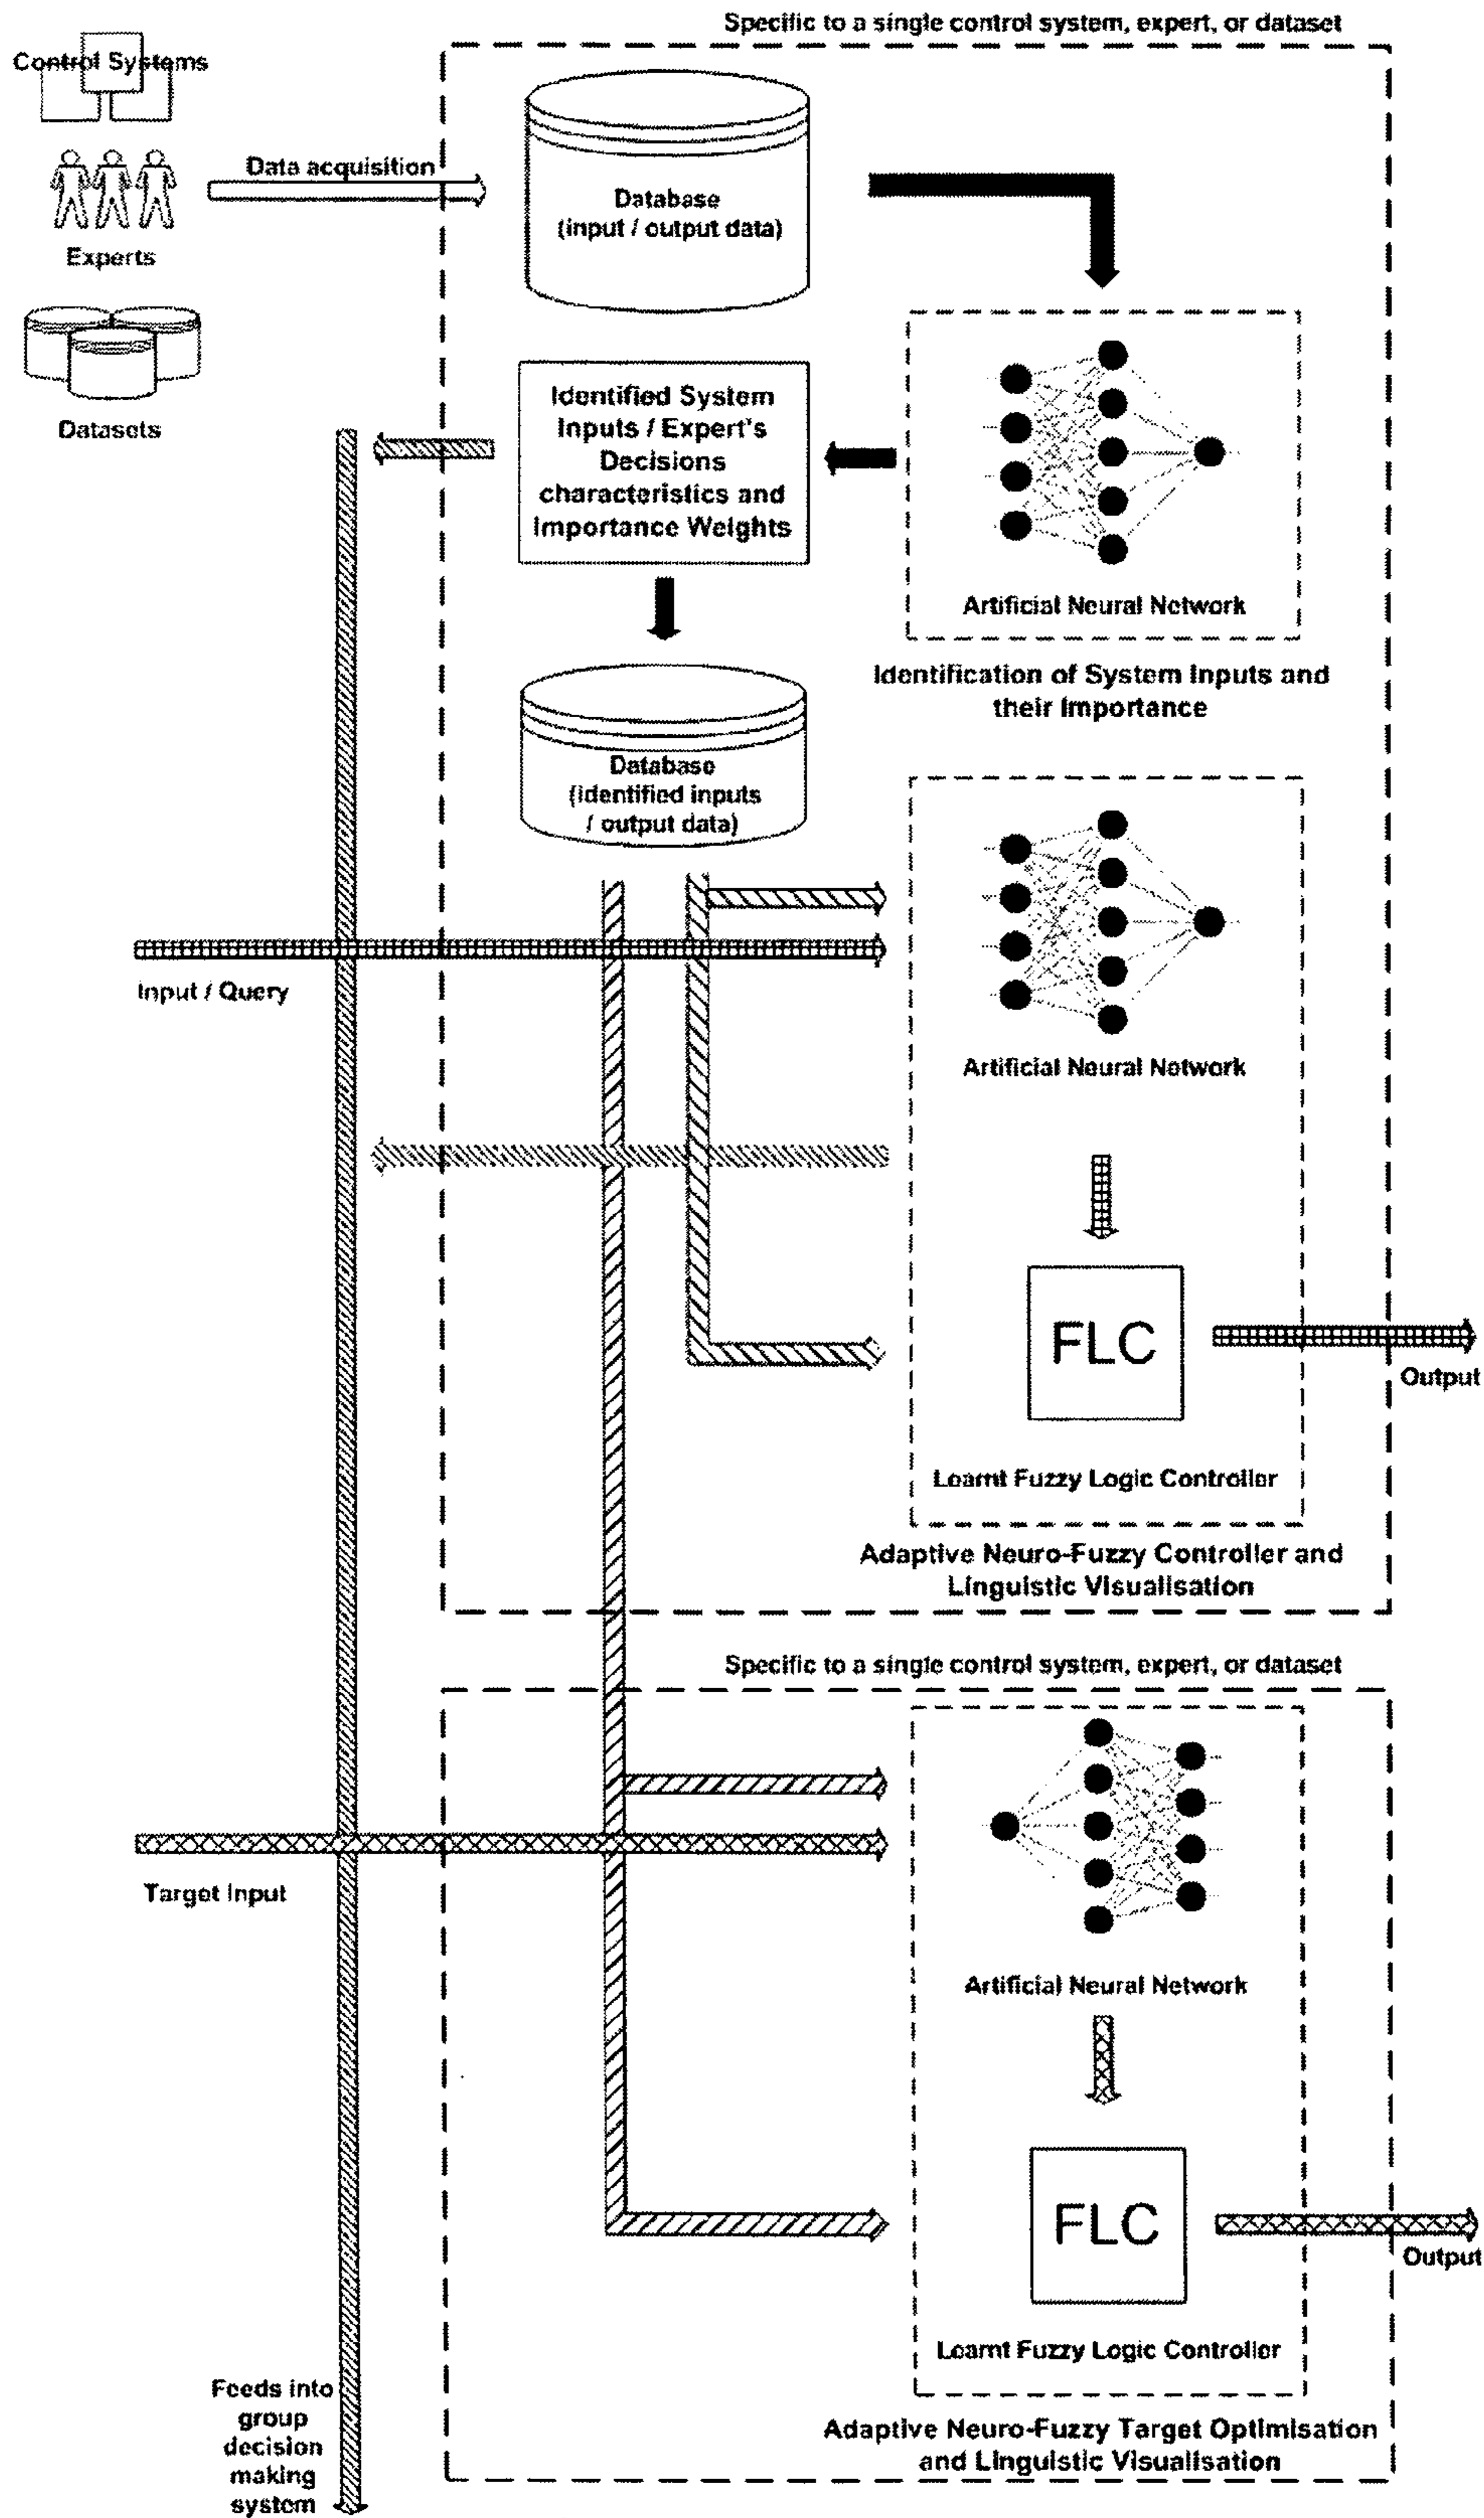 Specific to a single control system, expert, or dataset
Control Systems
Data acquisition
Experts
Datasets
Database
(input / output data)
Identified System
Inputs / Expert's
Decisions
characteristics and
Importance Weights
Artificial Neural Network
Identification of System Inputs and
their Importance
Database
(identified inputs
/ output data)
Input / Query
Artificial Neural Network
FLC
Output
Learnt Fuzzy Logic Controller
Adaptive Neuro-Fuzzy Controller and
Linguistic Visualisation
Specific to a single control system, expert, or dataset
Target Input
Artificial Neural Network
FLC
Output
Learnt Fuzzy Logic Controller
Adaptive Neuro-Fuzzy Target Optimisation
and Linguistic Visualisation
Feeds into
group
decision
making
system